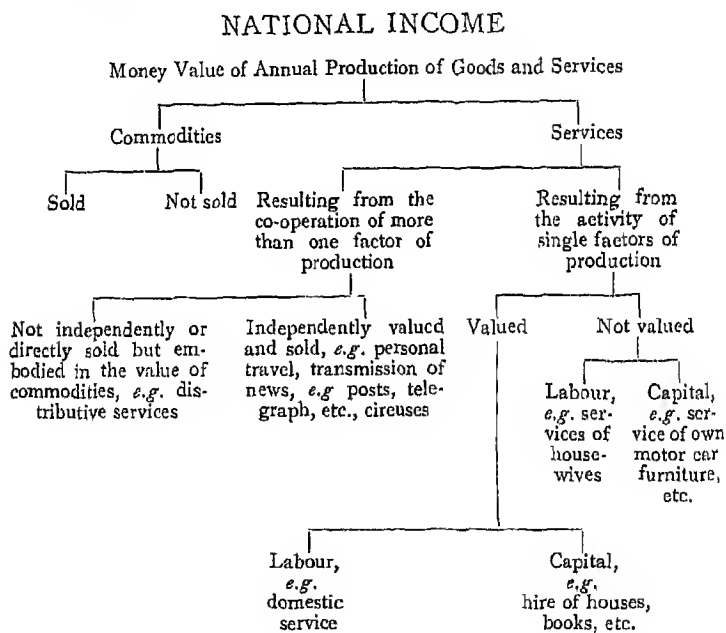 NATIONAL INCOME
Money Value of Annual Production of Goods and Services
Commodities
Services
Sold
Not sold
Resulting from the
co-operation of more
than one factor of
production
Resulting from
the activity of
single factors of
production
Not independently or
directly sold but em-
bodied in the value of
commodities, e.g. dis-
tributive services
Independently valued
and sold, e.g. personal
travel, transmission of
news, e.g posts, tele-
graph, etc., circuses
Valued
Not valued
Labour,
e.g. ser-
vices of
house-
wives
Capital,
e.g. ser-
vice of own
motor car
furniture,
etc.
Labour,
e.g.
domestic
service
Capital,
e.g.
hire of houses,
books, etc.